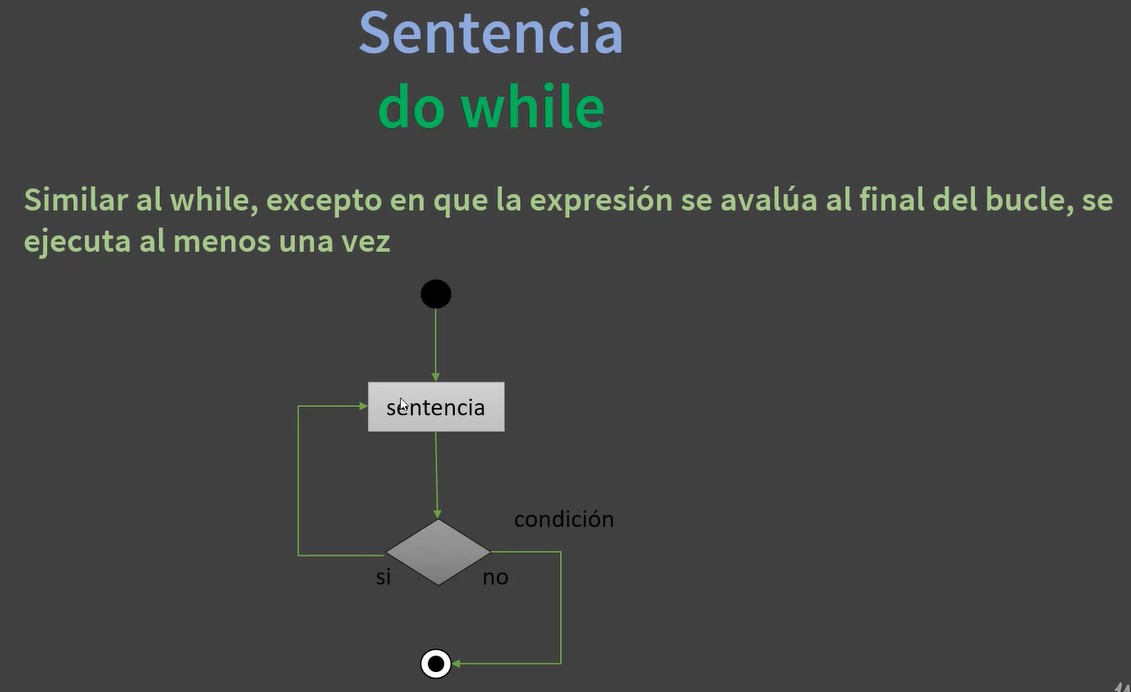 Sentencia
do while
Similar al while, excepto en que la expresión se avalúa al final del bucle, se
ejecuta al menos una vez
sentencia
condición
si
no